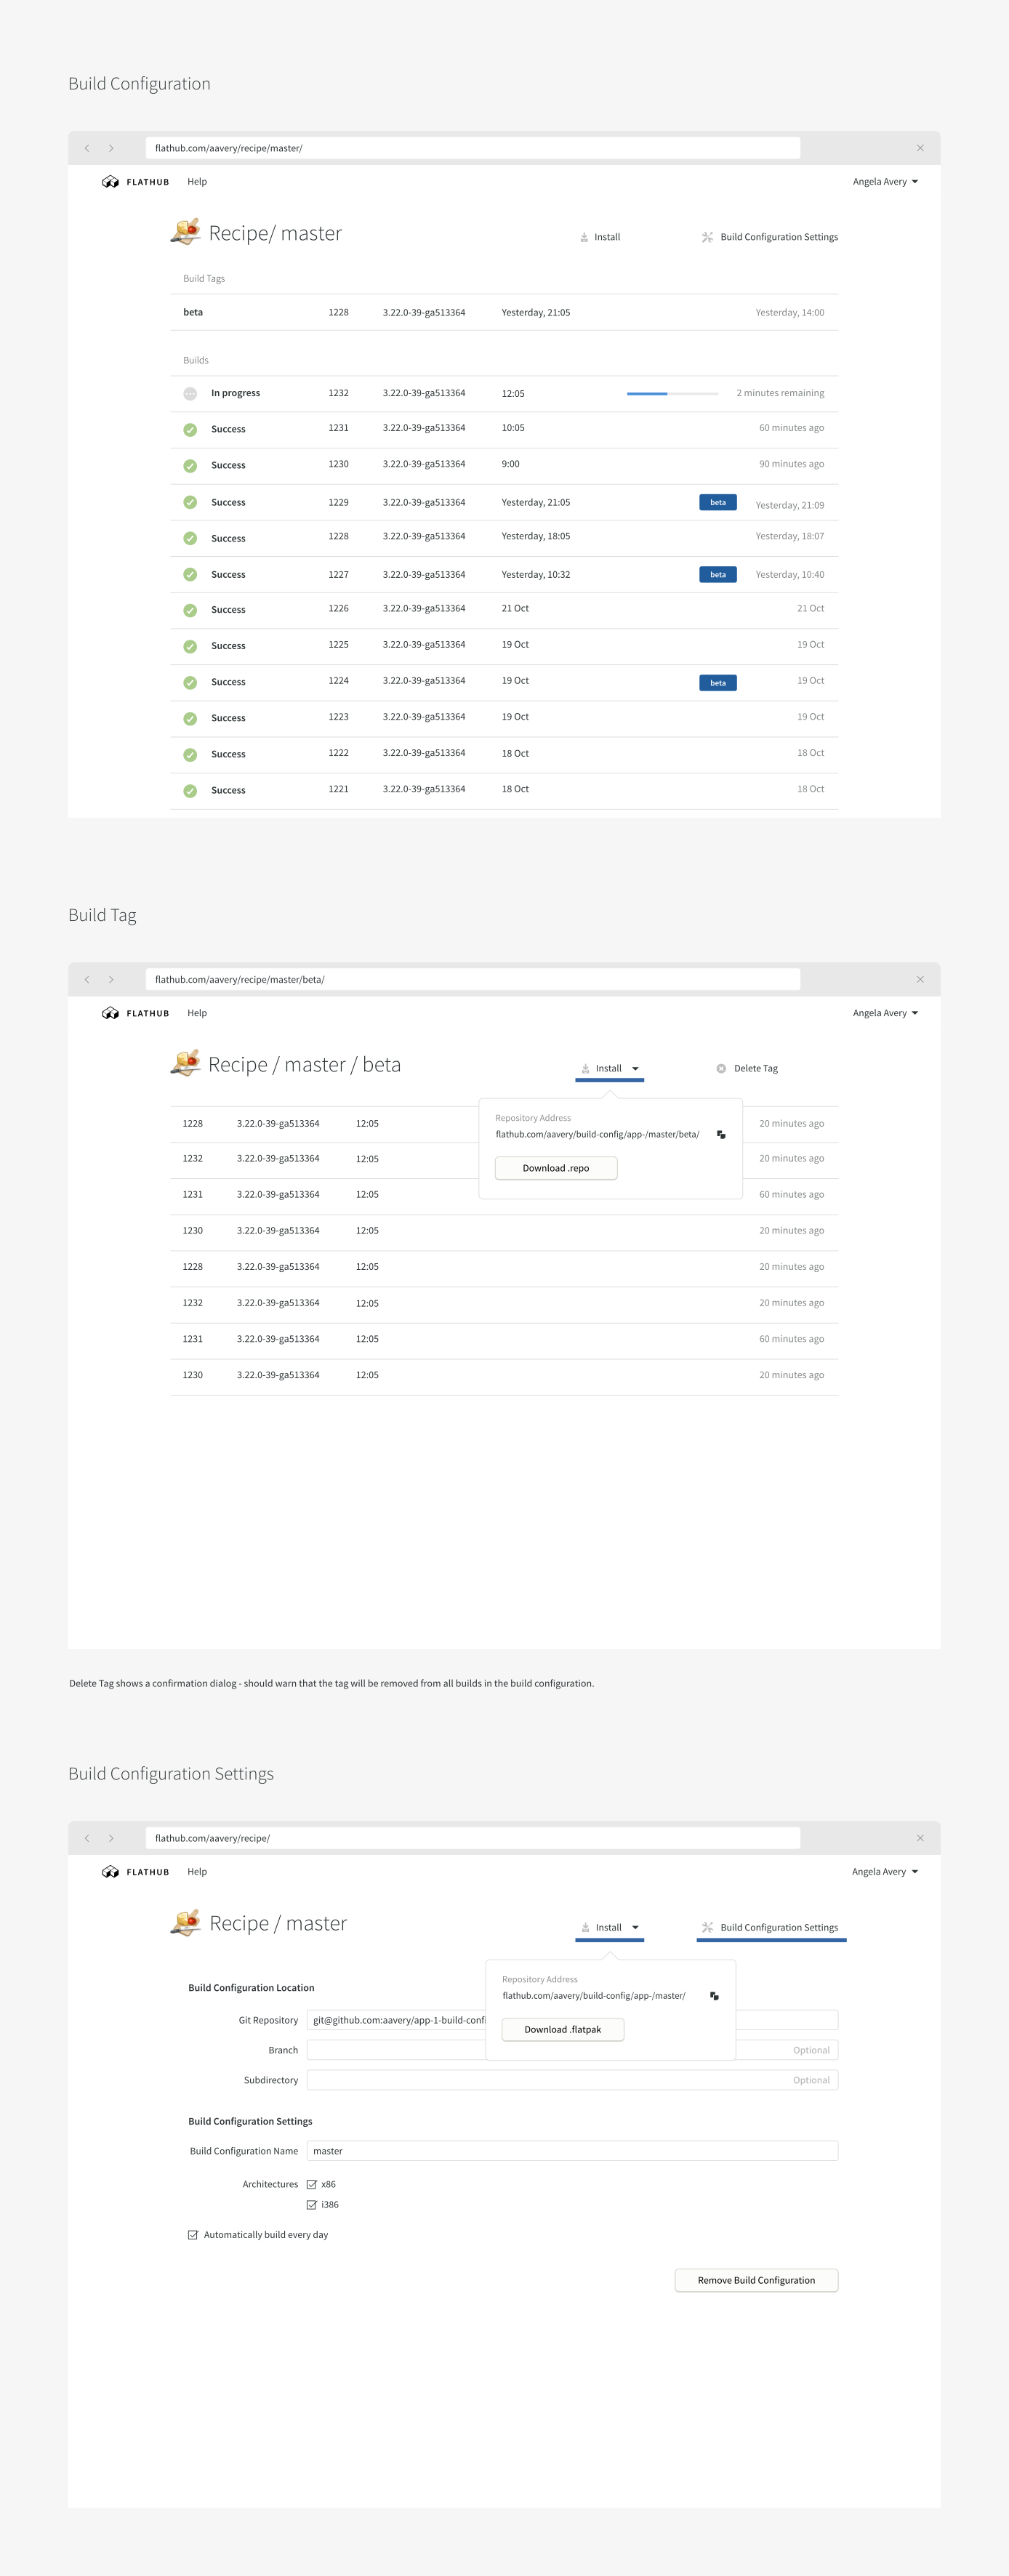 Build Configuration
flathub.com/aavery/recipe/master/
FLATHUB Help Angela Avery
Recipe/ master Install Build Configuration Settings
Build Tags
beta 1228 3.22.0-39-ga513364 Yesterday, 21:05 Yesterday, 14:00
Builds
In progress 1232 3.22.0-39-ga513364 12:05 2 minutes remaining
Success 1231 3.22.0-39-ga513364 10:05 60 minutes ago
Success 1230 3.22.0-39-ga513364 9:00 90 minutes ago
Success 1229 3.22.0-39-ga513364 Yesterday, 21:05 beta Yesterday, 21:09
Success 1228 3.22.0-39-ga513364 Yesterday, 18:05 Yesterday, 18:07
Success 1227 3.22.0-39-ga513364 Yesterday, 10:32 beta Yesterday, 10:40
Success 1226 3.22.0-39-ga513364 21 Oct 21 Oct
Success 1225 3.22.0-39-ga513364 19 Oct 19 Oct
Success 1224 3.22.0-39-ga513364 19 Oct beta 19 Oct
Success 1223 3.22.0-39-ga513364 19 Oct 19 Oct
Success 1222 3.22.0-39-ga513364 18 Oct 18 Oct
Success 1221 3.22.0-39-ga513364 18 Oct 18 Oct
Build Tag
flathub.com/aavery/recipe/master/beta/
FLATHUB Help Angela Avery
Recipe / master / beta Install Delete Tag
Repository Address
flathub.com/aavery/build-config/app-/master/beta/
Download .repo
1228 3.22.0-39-ga513364 12:05 20 minutes ago
1232 3.22.0-39-ga513364 12:05 20 minutes ago
1231 3.22.0-39-ga513364 12:05 60 minutes ago
1230 3.22.0-39-ga513364 12:05 20 minutes ago
1228 3.22.0-39-ga513364 12:05 20 minutes ago
1232 3.22.0-39-ga513364 12:05 20 minutes ago
1231 3.22.0-39-ga513364 12:05 60 minutes ago
1230 3.22.0-39-ga513364 12:05 20 minutes ago
Delete Tag shows a confirmation dialog - should warn that the tag will be removed from all builds in the build configuration.
Build Configuration Settings
flathub.com/aavery/recipe/
FLATHUB Help Angela Avery
Recipe / master Install Build Configuration Settings
Repository Address
flathub.com/aavery/build-config/app-/master/
Download .flatpak
Build Configuration Location
Git Repository git@github.com:aavery/app-1-build-confi
Branch Optional
Subdirectory Optional
Build Configuration Settings
Build Configuration Name master
Architectures x86
i386
Automatically build every day
Remove Build Configuration